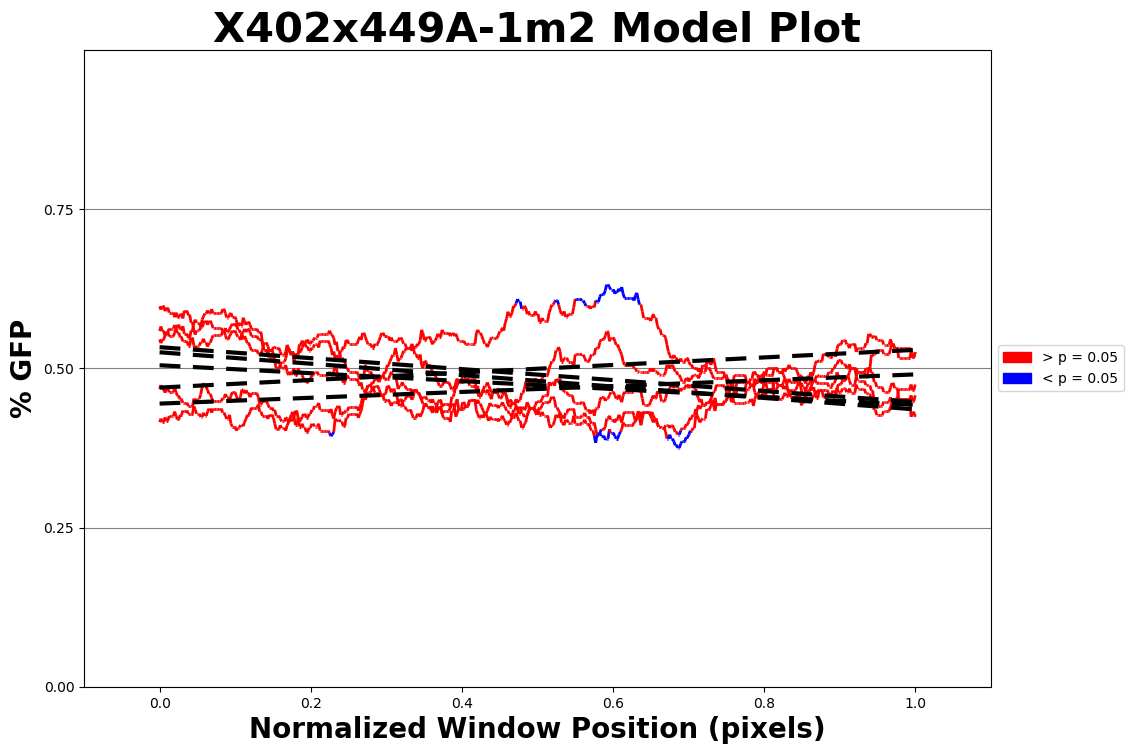 X402x449A-1m2 Model Plot
% GFP
0.75
0.50
0.25
0.00
0.0 0.2 0.4 0.6 0.8 1.0
Normalized Window Position (pixels)
> p = 0.05
< p = 0.05